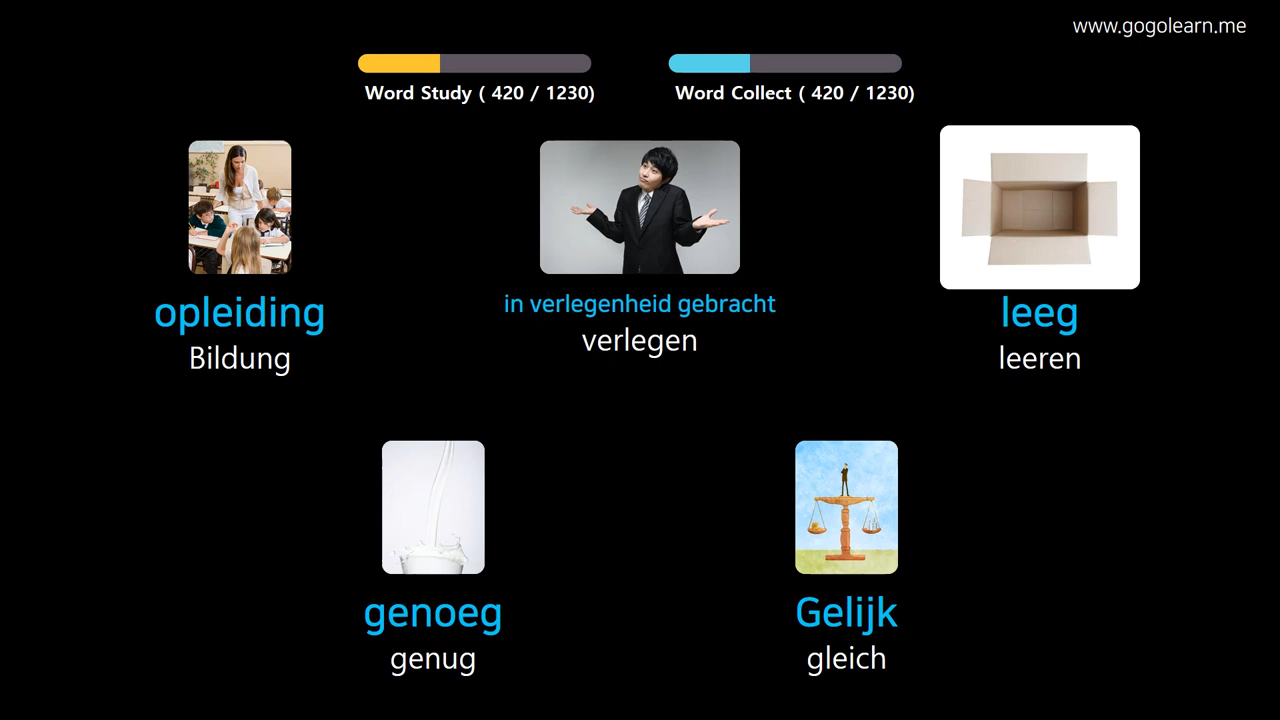 www.gogolearn.me
Word Study ( 420 / 1230)
Word Collect ( 420 / 1230)
opleiding
Bildung
in verlegenheid gebracht
verlegen
leeg
leeren
genoeg
genug
Gelijk
gleich